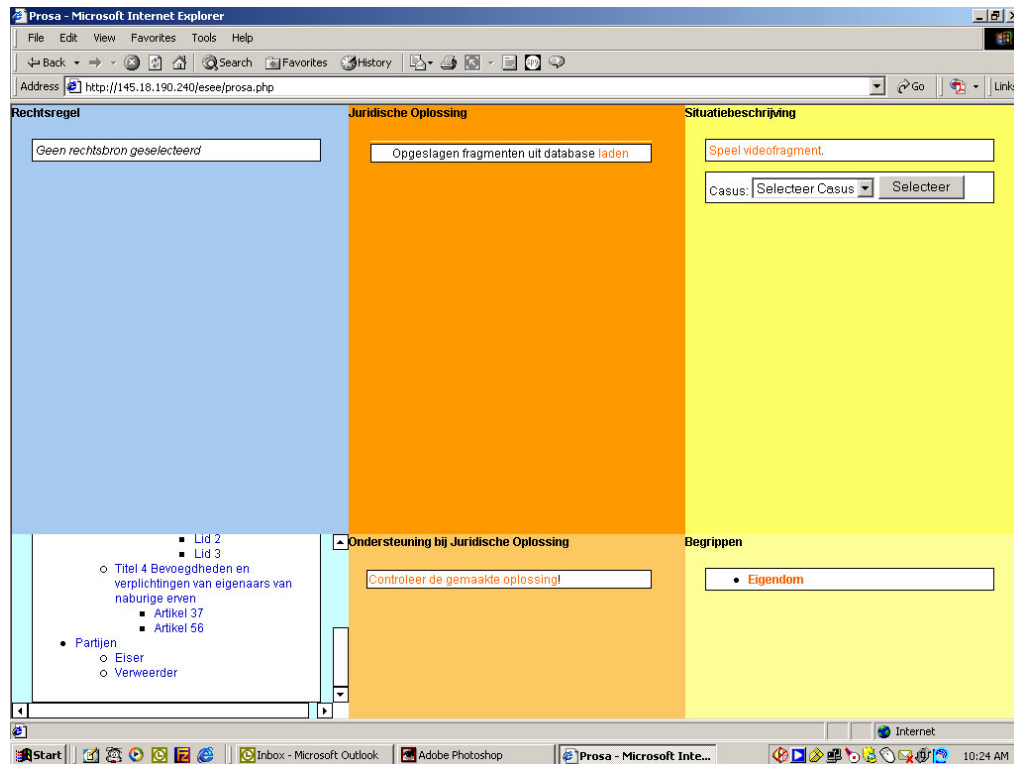 Prosa - Microsoft Internet Explorer
File Edit View Favorites Tools Help
Back Search Favorites History
Address http://145.18.190.240/esee/prosa.php Go Links
Rechtsregel
Geen rechtsbron geselecteerd
Juridische Oplossing
Opgeslagen fragmenten uit database laden
Situatiebeschrijving
Speel videofragment.
Casus: Selecteer Casus Selecteer
Lid 2
Lid 3
Titel 4 Bevoegdheden en
verplichtingen van eigenaars van
naburige erven
Artikel 37
Artikel 56
Partijen
Eiser
Verweerder
Ondersteuning bij Juridische Oplossing
Controleer de gemaakte oplossing!
Begrippen
Eigendom
Internet
Start Inbox - Microsoft Outlook Adobe Photoshop Prosa - Microsoft Inte... 10:24 AM